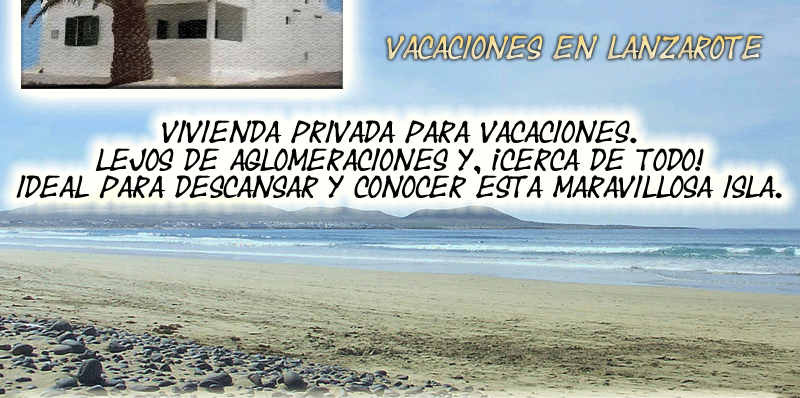 VACACIONES EN LANZAROTE
VIVIENDA PRIVADA PARA VACACIONES.
LEJOS DE AGLOMERACIONES Y, ¡CERCA DE TODO!
IDEAL PARA DESCANSAR Y CONOCER ESTA MARAVILLOSA ISLA.